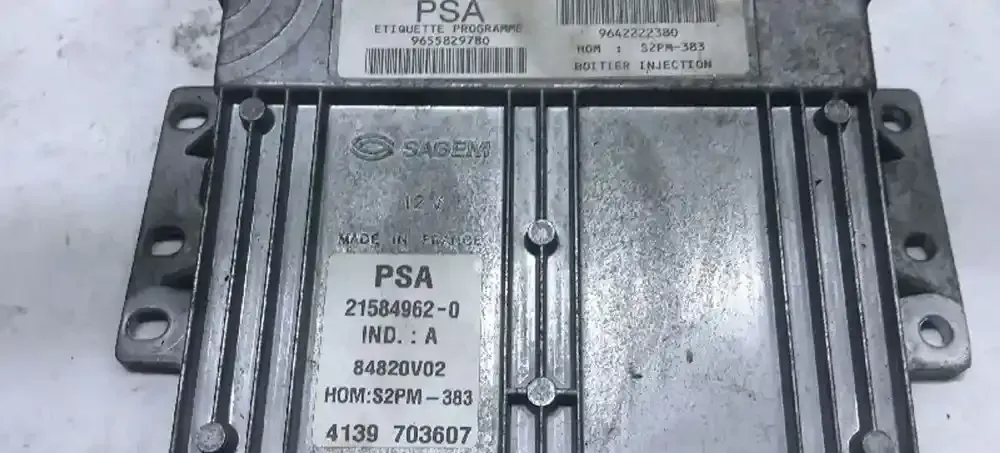 PSA
ETIQUETTE PROGRAMME
9655829780
9642222380
HOM : S2PM-383
BOITIER INJECTION
SAGEM
12 V
MADE IN FRANCE
PSA
21584962-0
IND. : A
84820V02
HOM:S2PM-383
4139 703607